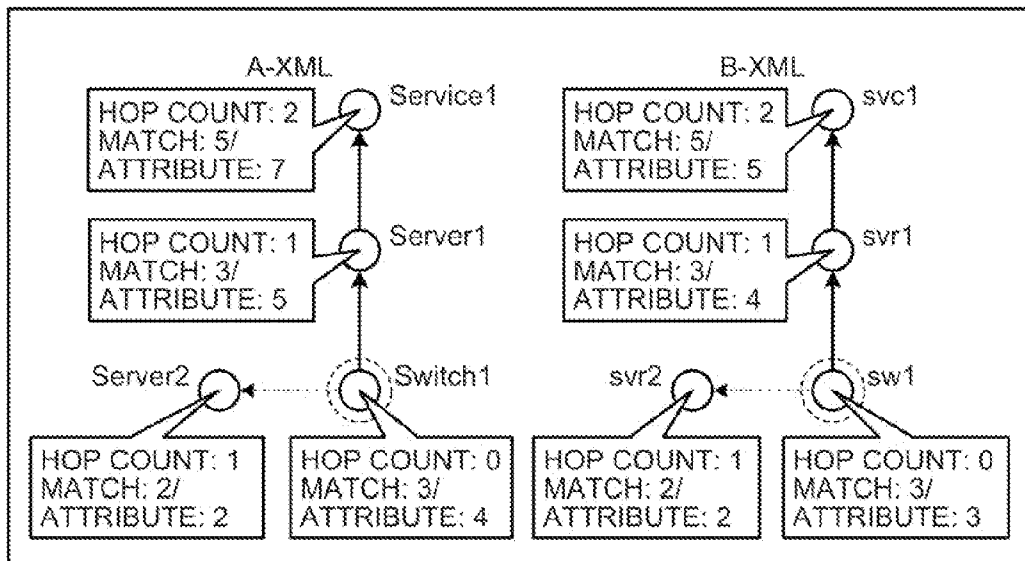 A-XML
HOP COUNT: 2
MATCH: 5/
ATTRIBUTE: 7
Service1
HOP COUNT: 1
MATCH: 3/
ATTRIBUTE: 5
Server1
Server2
Switch1
HOP COUNT: 1
MATCH: 2/
ATTRIBUTE: 2
HOP COUNT: 0
MATCH: 3/
ATTRIBUTE: 4
B-XML
HOP COUNT: 2
MATCH: 5/
ATTRIBUTE: 5
svc1
HOP COUNT: 1
MATCH: 3/
ATTRIBUTE: 4
svr1
svr2
sw1
HOP COUNT: 1
MATCH: 2/
ATTRIBUTE: 2
HOP COUNT: 0
MATCH: 3/
ATTRIBUTE: 3